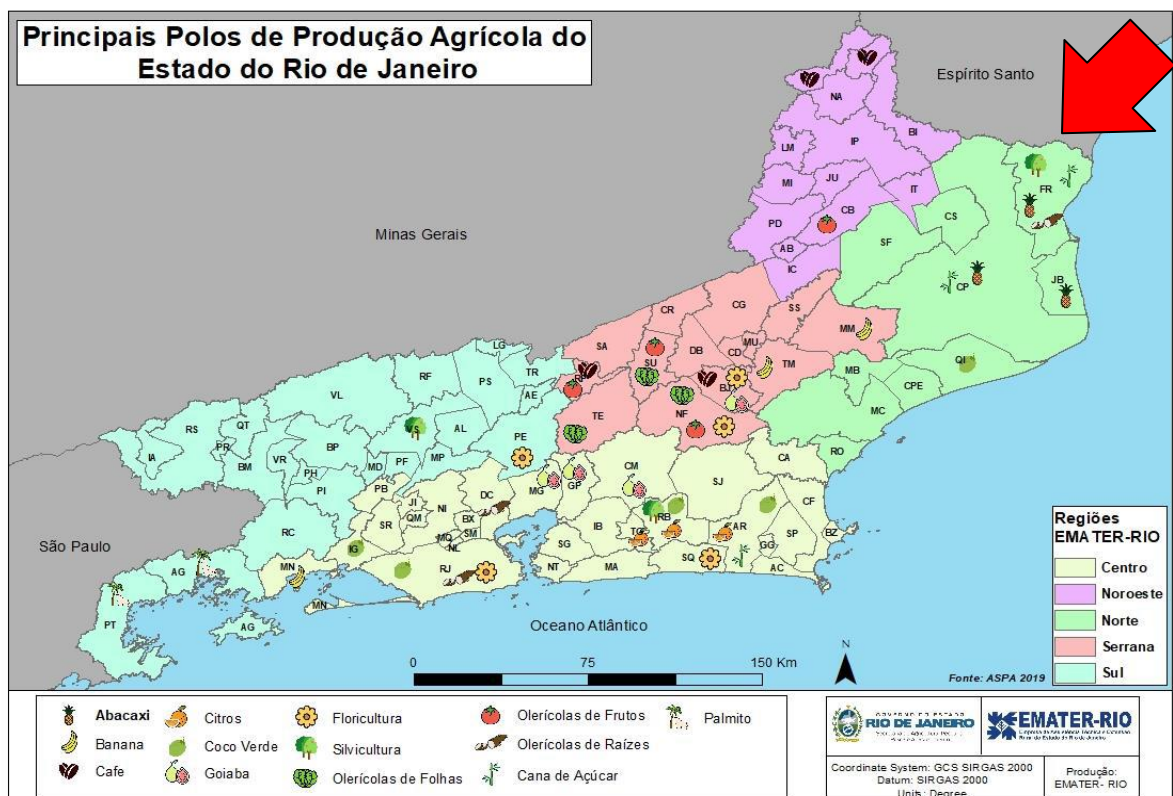 Principais Polos de Produção Agrícola do
Estado do Rio de Janeiro
Espírito Santo
Minas Gerais
São Paulo
Oceano Atlântico
NA
LM
IP
BI
MI
JU
CB
IT
PD
AB
IC
FR
CS
SF
CP
JB
CR
CG
SS
SA
SU
DB
CD
MU
MM
TM
BJ
TE
NF
QI
MB
CPE
MC
RO
LG
TR
RF
PS
VL
AE
RS
QT
VS
AL
IA
PR
BP
PE
BM
VR
MD
PF
MP
PH
PI
RC
AG
PT
AG
PB
JI
DC
MG
GP
CM
SJ
CA
SR
QM
NI
BX
CF
MQ
SM
NL
IB
TG
RB
AR
SP
BZ
IG
RJ
SG
NT
MA
SQ
GG
AC
MN
MN
0 75 150 Km
N
Fonte: ASPA 2019
Regiões
EMATER-RIO
Centro
Noroeste
Norte
Serrana
Sul
Abacaxi
Banana
Cafe
Citros
Coco Verde
Goiaba
Floricultura
Silvicultura
Olerícolas de Folhas
Olerícolas de Frutos
Olerícolas de Raízes
Cana de Açúcar
Palmito
RIO DE JANEIRO
EMATER-RIO
Coordinate System: GCS SIRGAS 2000
Datum: SIRGAS 2000
Units: Degree
Produção:
EMATER- RIO